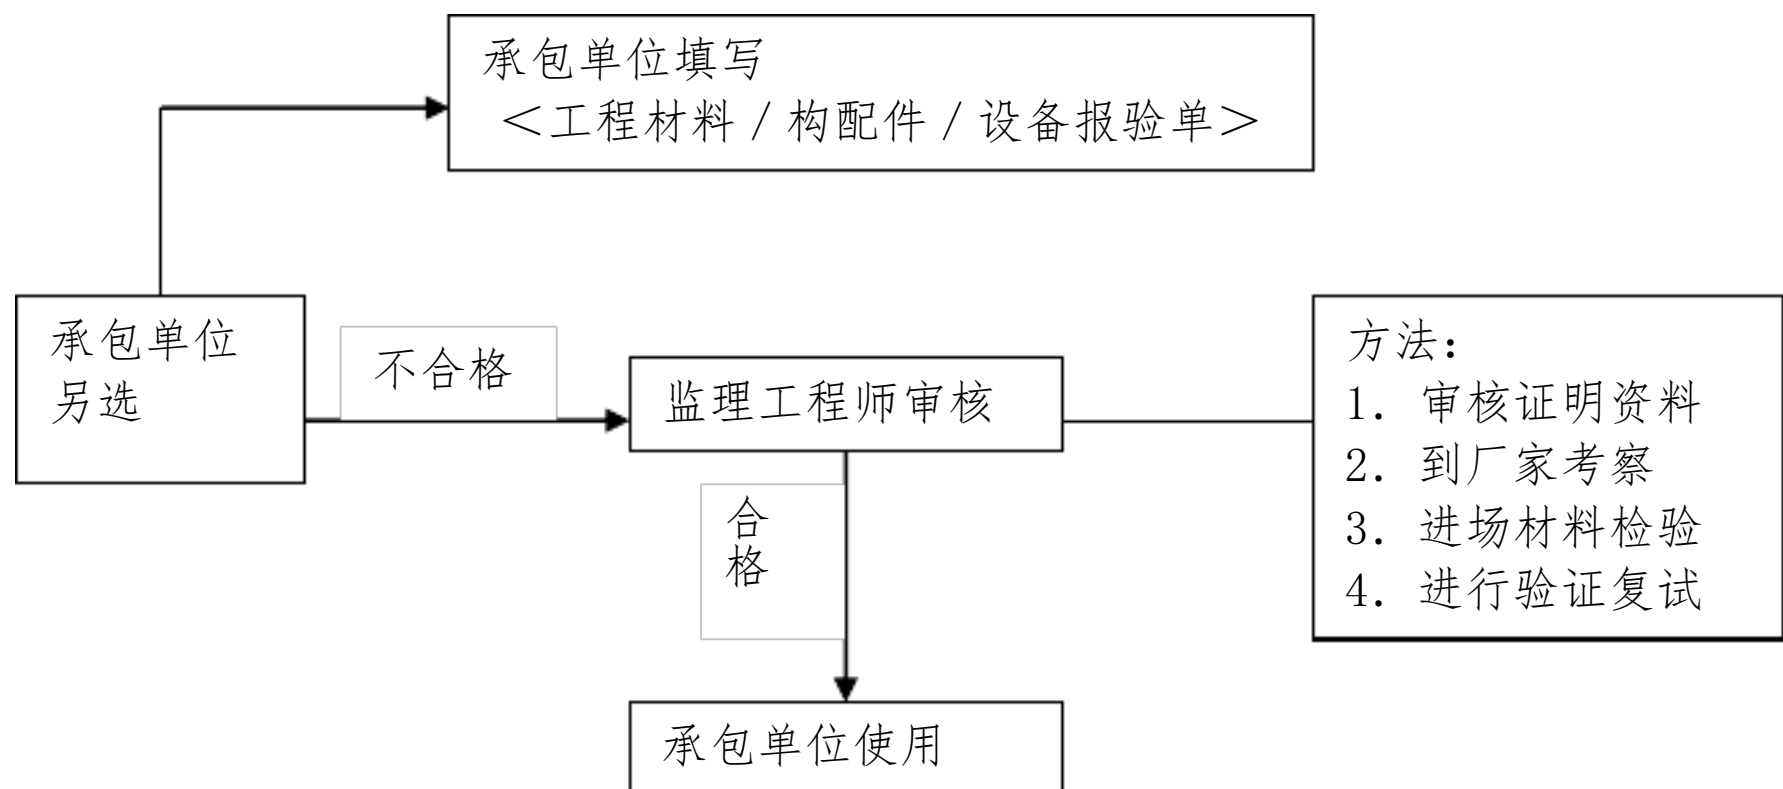 承包单位填写
＜工程材料／构配件／设备报验单＞
承包单位
另选
不合格
监理工程师审核
方法：
1．审核证明资料
2．到厂家考察
3．进场材料检验
4．进行验证复试
合
格
承包单位使用